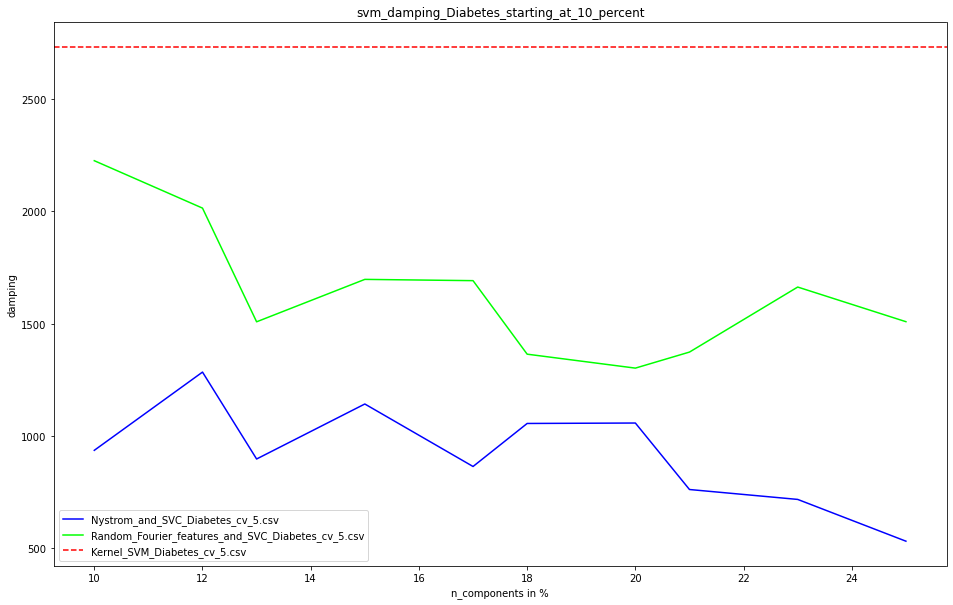 svm_damping_Diabetes_starting_at_10_percent
damping
2500
2000
1500
1000
500
Nystrom_and_SVC_Diabetes_cv_5.csv
Random_Fourier_features_and_SVC_Diabetes_cv_5.csv
Kernel_SVM_Diabetes_cv_5.csv
10 12 14 16 18 20 22 24
n_components in %